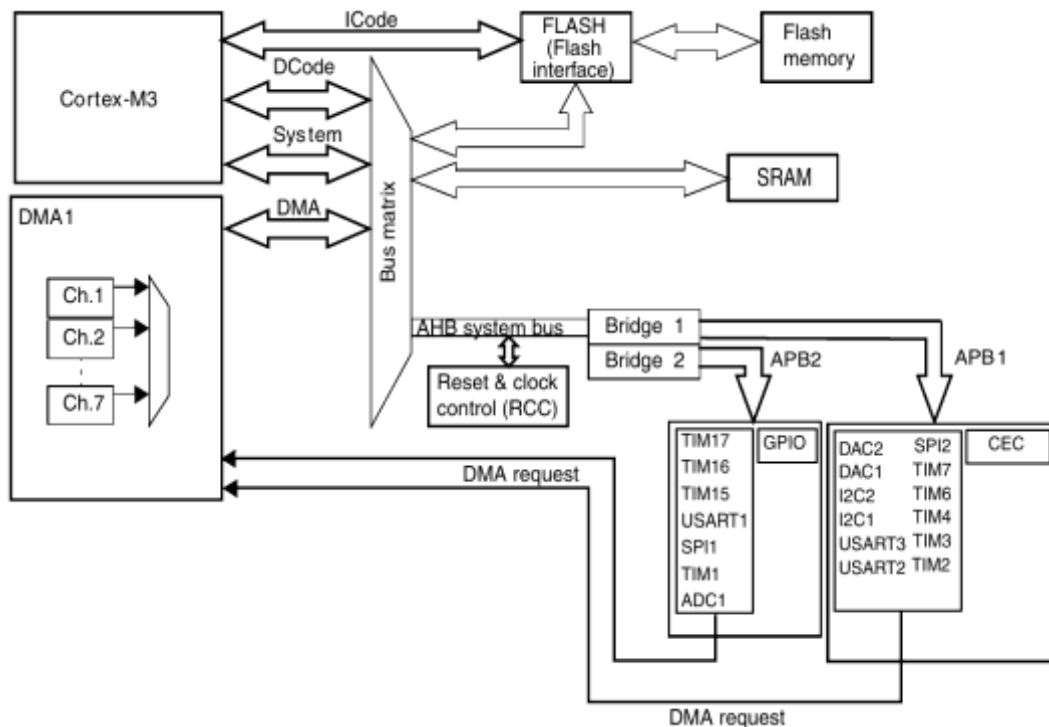 ICode
FLASH
(Flash
interface)
Flash
memory
DCode
Cortex-M3
System
SRAM
DMA1
DMA
Bus matrix
Ch.1
Ch.2
Ch.7
AHB system bus
Bridge 1
Bridge 2
APB2
APB1
Reset & clock
control (RCC)
TIM17
TIM16
TIM15
USART1
SPI1
TIM1
ADC1
GPIO
DAC2
DAC1
I2C2
I2C1
USART3
USART2
SPI2
TIM7
TIM6
TIM4
TIM3
TIM2
CEC
DMA request
DMA request